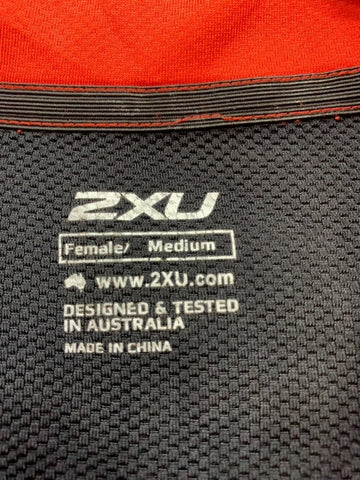 2XU
Female/ Medium
www.2XU.com
DESIGNED & TESTED
IN AUSTRALIA
MADE IN CHINA